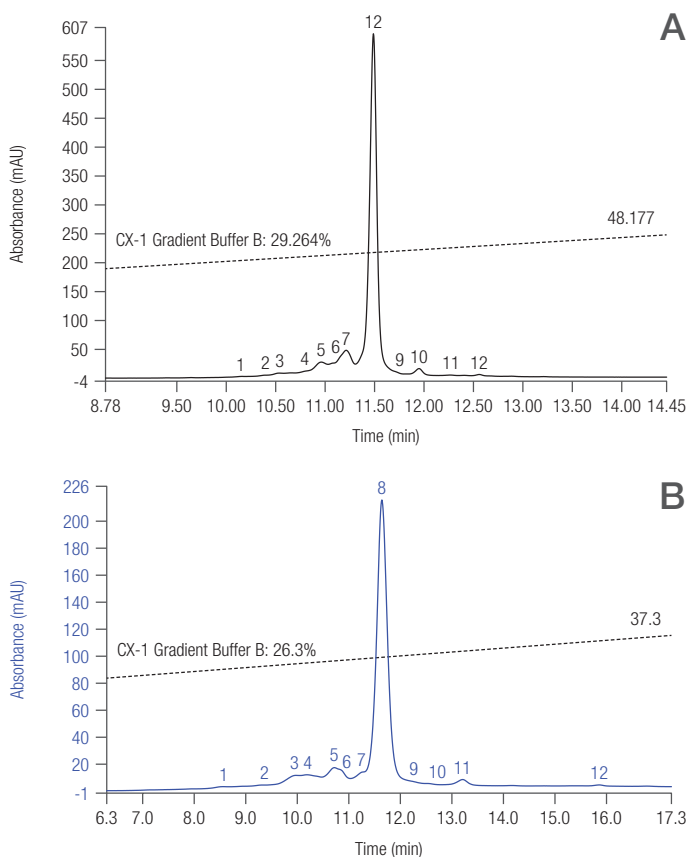 A
607
550
500
450
400
350
300
250
200
150
100
50
-4
Absorbance (mAU)
12
CX-1 Gradient Buffer B: 29.264%
48.177
1 2 3 4 5 6 7 9 10 11 12
8.78 9.50 10.00 10.50 11.00 11.50 12.00 12.50 13.00 13.50 14.00 14.45
Time (min)
B
226
200
180
160
140
120
100
80
60
40
20
-1
Absorbance (mAU)
8
CX-1 Gradient Buffer B: 26.3%
37.3
1 2 3 4 5 6 7 9 10 11 12
6.3 7.0 8.0 9.0 10.0 11.0 12.0 13.0 14.0 15.0 16.0 17.3
Time (min)